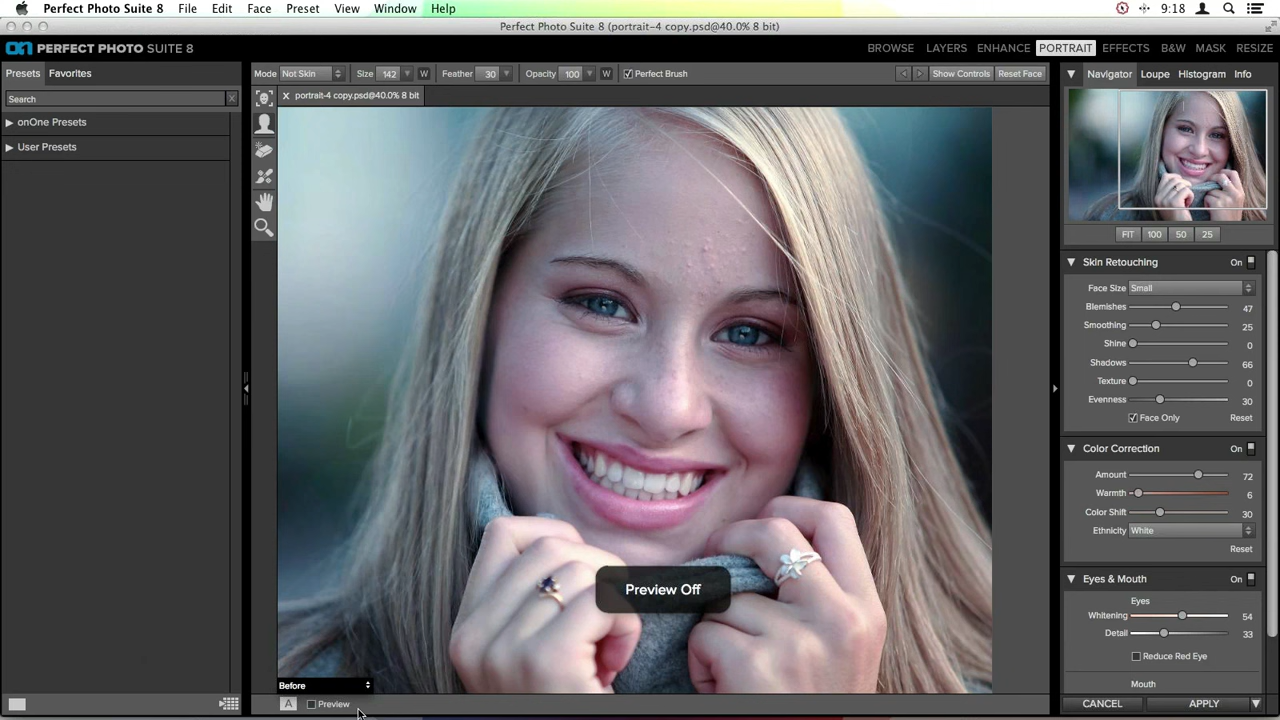 Perfect Photo Suite 8 File Edit Face Preset View Window Help 9:18
Perfect Photo Suite 8 (portrait-4 copy.psd@40.0% 8 bit)
on PERFECT PHOTO SUITE 8 BROWSE LAYERS ENHANCE PORTRAIT EFFECTS B&W MASK RESIZE
Presets Favorites
Mode Not Skin Size 142 W Feather 30 Opacity 100 W Perfect Brush Show Controls Reset Face
Navigator Loupe Histogram Info
Search
portrait-4 copy.psd@40.0% 8 bit
onOne Presets
User Presets
FIT 100 50 25
Skin Retouching On
Face Size Small
Blemishes 47
Smoothing 25
Shine 0
Shadows 66
Texture 0
Evenness 30
Face Only Reset
Color Correction On
Amount 72
Warmth 6
Color Shift 30
Ethnicity White
Reset
Eyes & Mouth On
Eyes
Whitening 54
Detail 33
Reduce Red Eye
Mouth
Preview Off
Before
A Preview
CANCEL APPLY